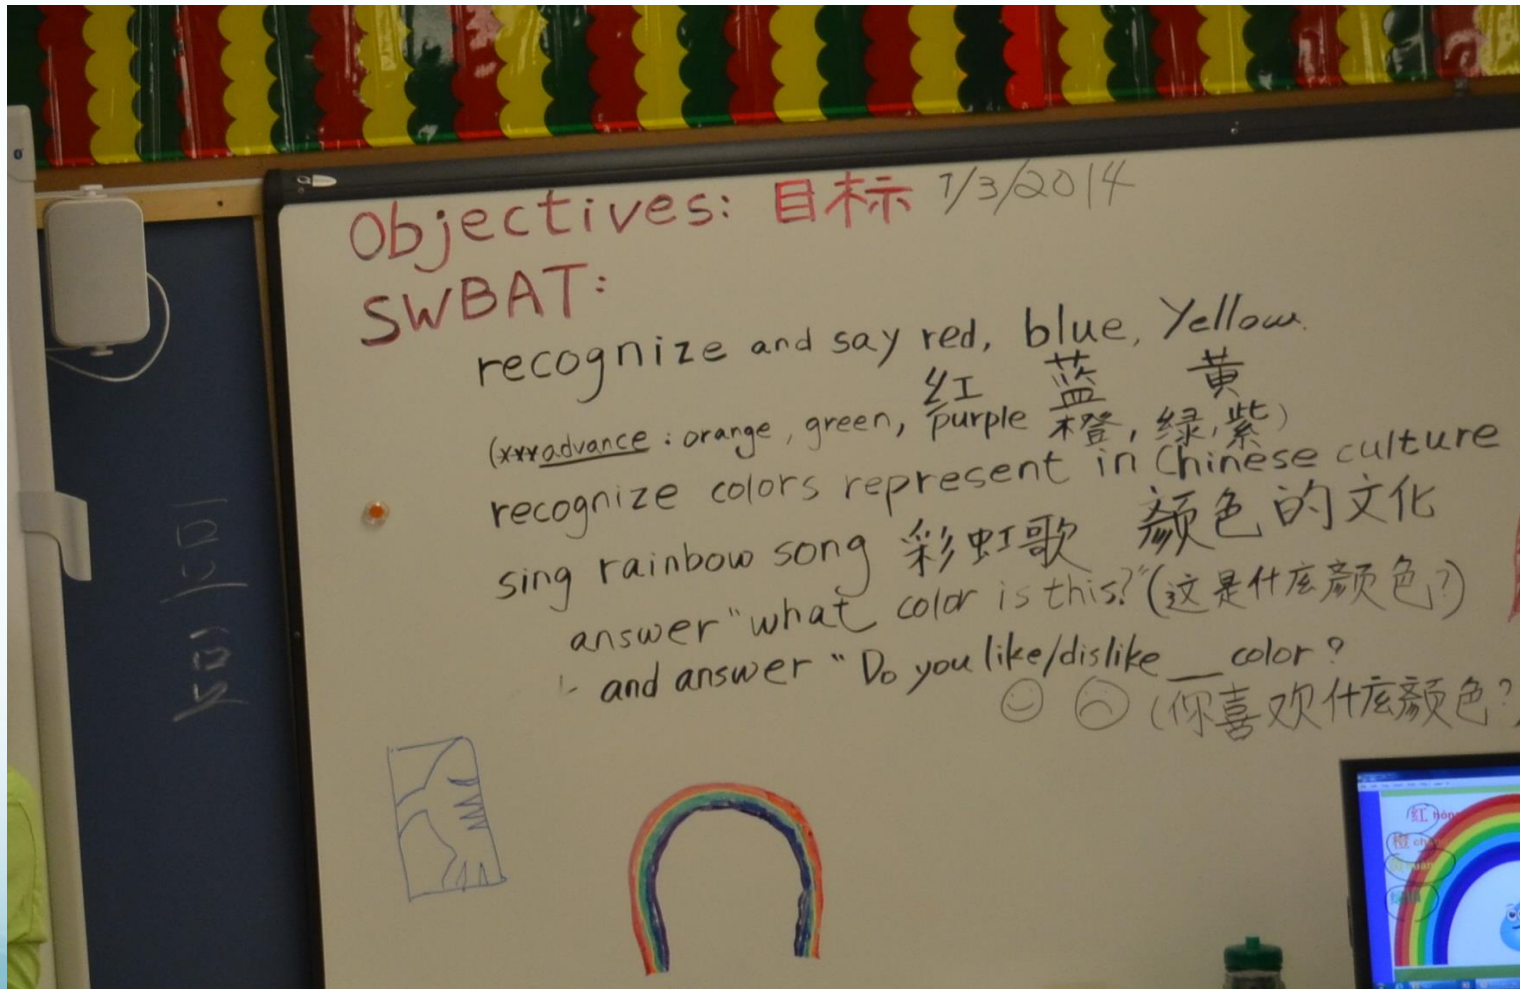 Objectives: 目标 7/3/2014
SWBAT:
recognize and say red, blue, Yellow.
红 蓝 黄
(***advance : orange, green, purple 橙, 绿, 紫)
recognize colors represent in Chinese culture
颜色的文化
sing rainbow song 彩虹歌
answer "what color is this?" (这是什么颜色?)
and answer "Do you like/dislike __ color?
(你喜欢什么颜色?)
豆
豆
红 hóng
橙